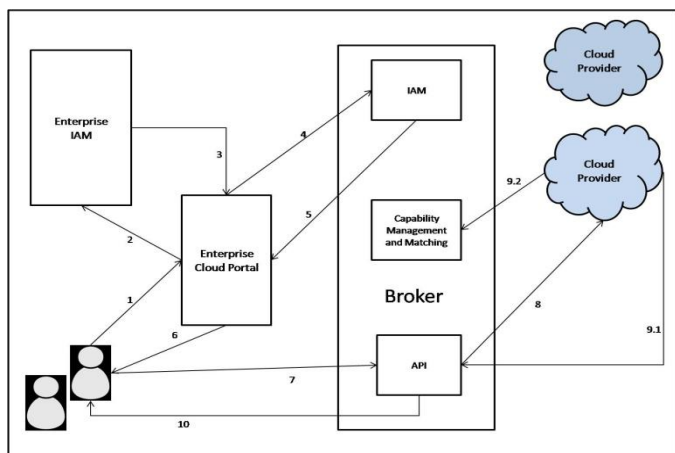 Cloud
Provider
Enterprise
IAM
IAM
4
3
Cloud
Provider
9.2
5
2
Capability
Management
and Matching
Enterprise
Cloud Portal
1
Broker
8
6
9.1
7
API
10